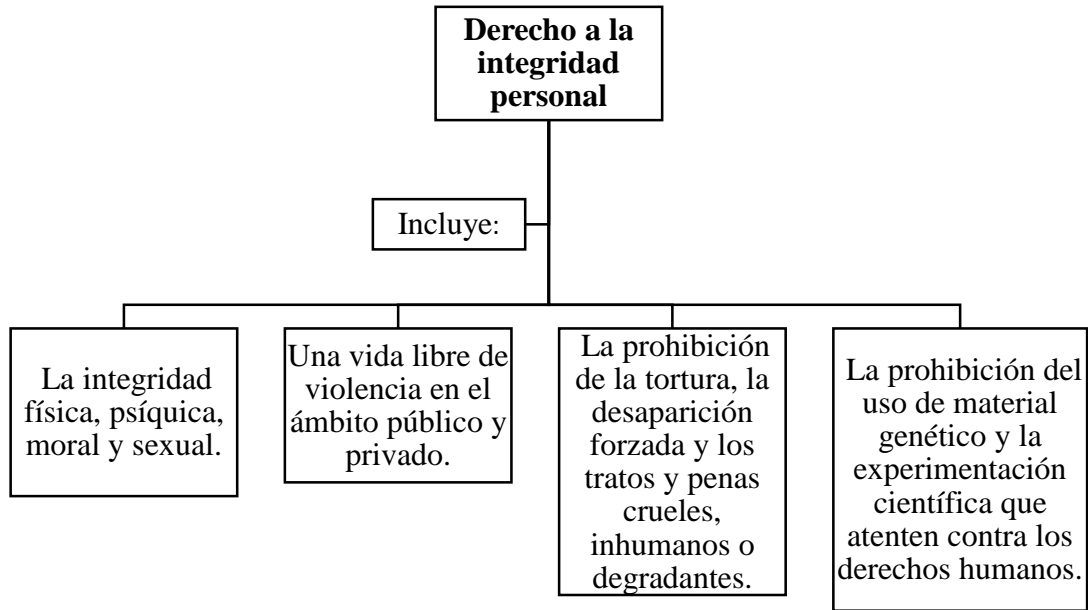 Derecho a la
integridad
personal
Incluye:
La integridad
física, psíquica,
moral y sexual.
Una vida libre de
violencia en el
ámbito público y
privado.
La prohibición
de la tortura, la
desaparición
forzada y los
tratos y penas
crueles,
inhumanos o
degradantes.
La prohibición del
uso de material
genético y la
experimentación
científica que
atenten contra los
derechos humanos.